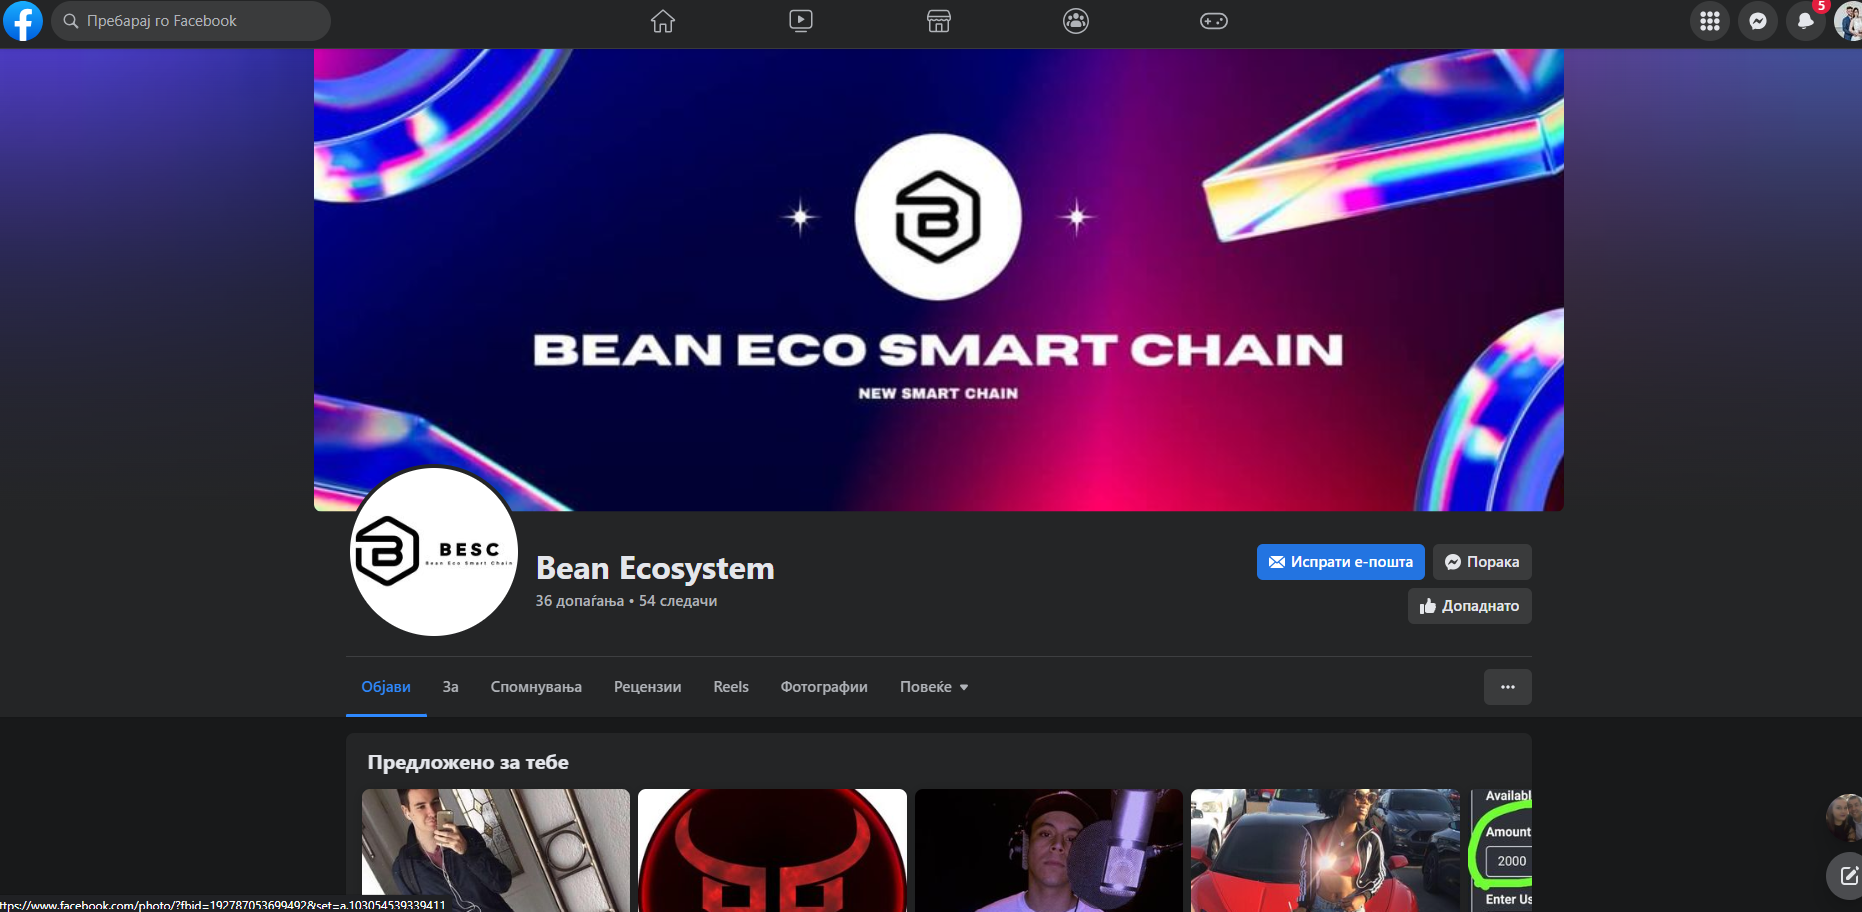 Пребарај го Facebook
5
B
BEAN ECO SMART CHAIN
NEW SMART CHAIN
B BESC
Bean Eco Smart Chain
Bean Ecosystem
36 допаѓања • 54 следачи
Испрати е-пошта
Порака
Допаднато
Објави
За
Спомнувања
Рецензии
Reels
Фотографии
Повеќе
Предложено за тебе
Availabl
Amount
2000
Enter Us
ttps://www.facebook.com/photo/?fbid=192787053699492&set=a.103054539339411